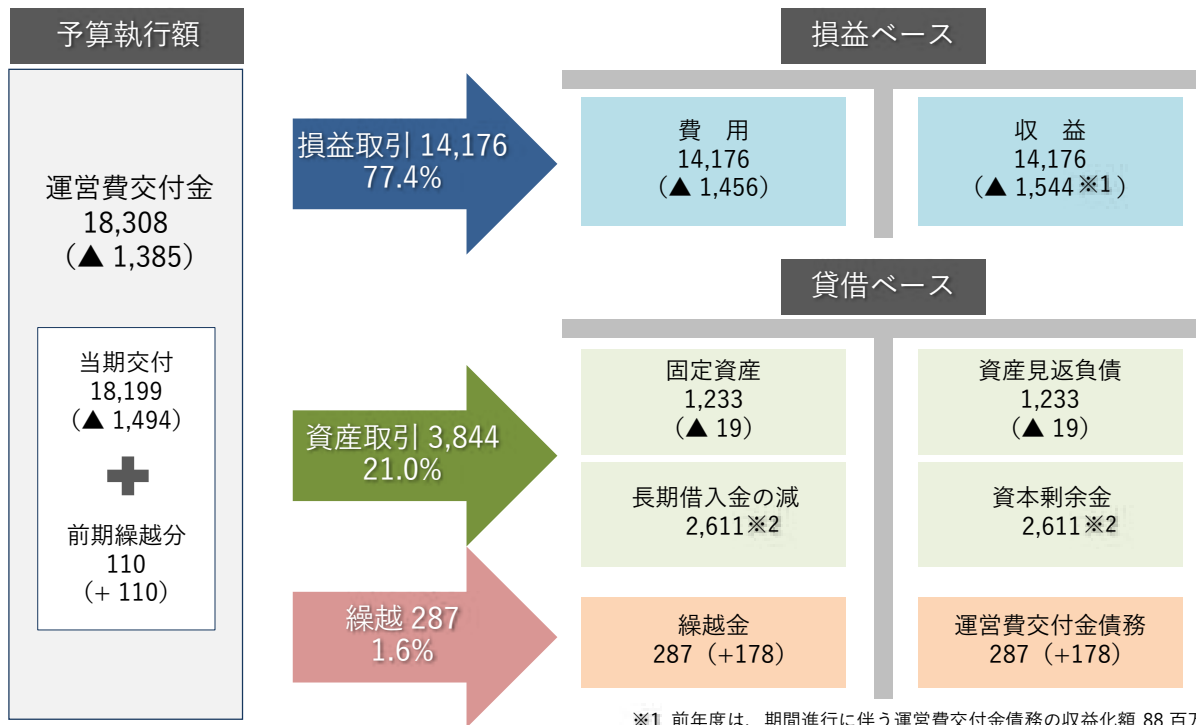 予算執行額
運営費交付金
18,308
(▲ 1,385)
当期交付
18,199
(▲ 1,494)
前期繰越分
110
(+ 110)
損益取引 14,176
77.4%
資産取引 3,844
21.0%
繰越 287
1.6%
損益ベース
費 用
14,176
(▲ 1,456)
収 益
14,176
(▲ 1,544 ※1)
貸借ベース
固定資産
1,233
(▲ 19)
資産見返負債
1,233
(▲ 19)
長期借入金の減
2,611 ※2
資本剰余金
2,611 ※2
繰越金
287 (+178)
運営費交付金債務
287 (+178)
※1 前年度は、期間進行に伴う運営費交付金債務の収益化額 88 百